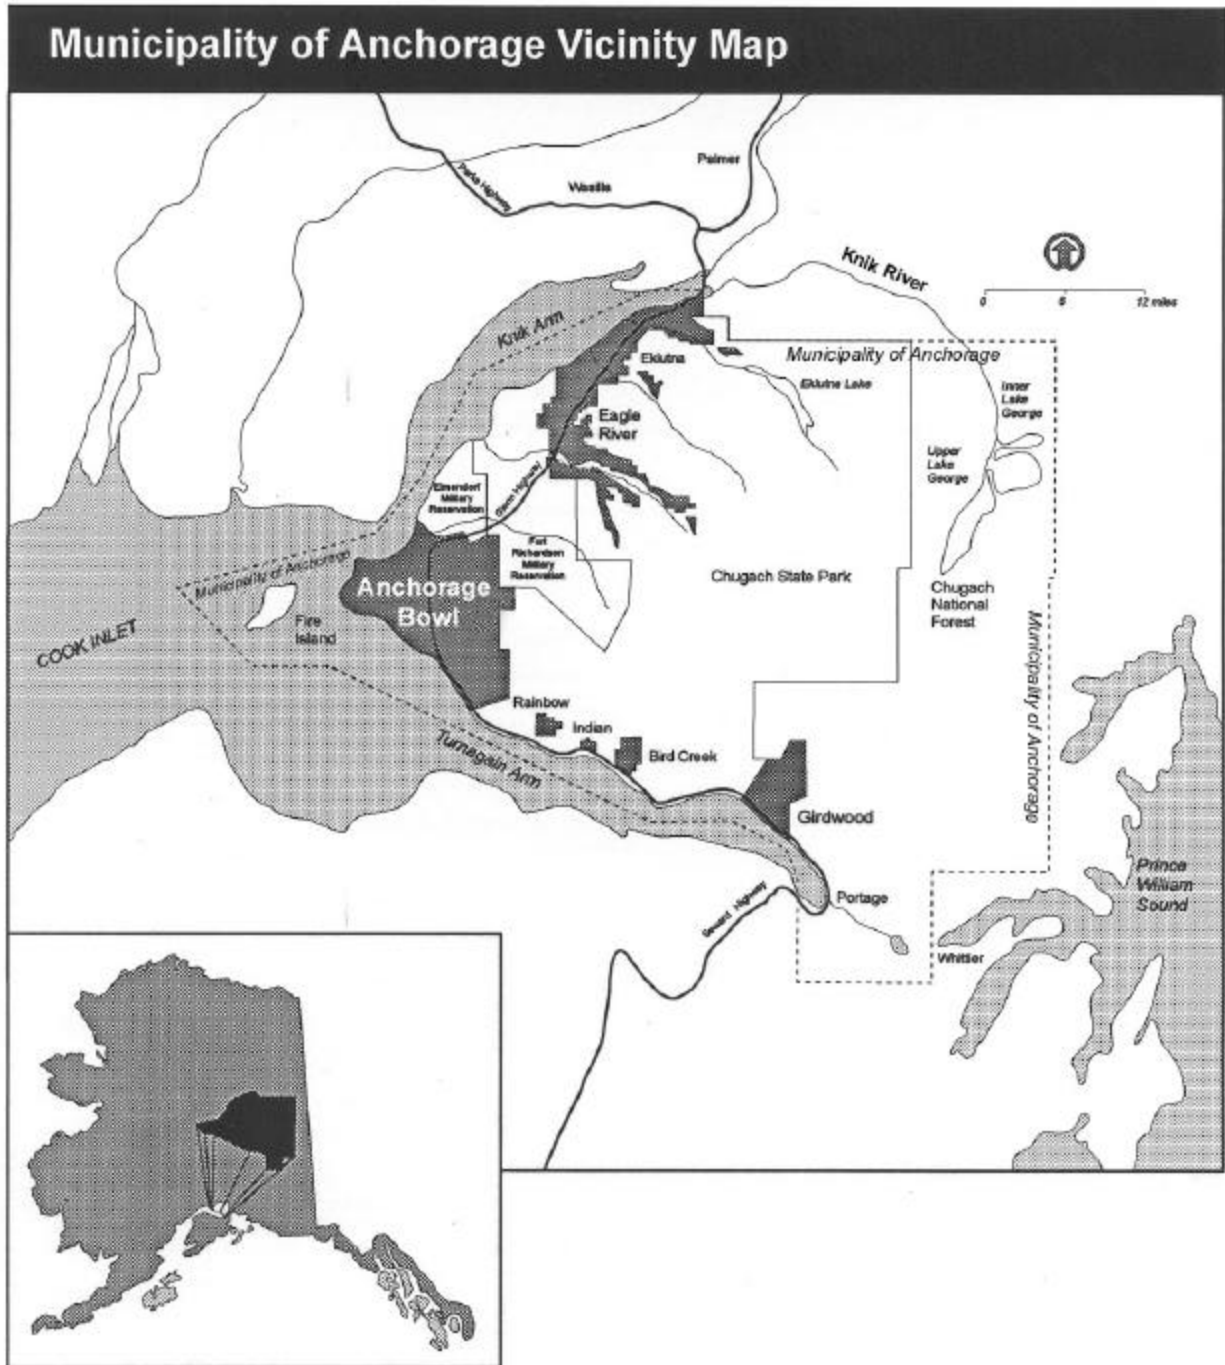 Municipality of Anchorage Vicinity Map
Palmer
Parks Highway
Wasilla
Knik River
0 6 12 miles
Knik Arm
Municipality of Anchorage
Eklutna
Eklutna Lake
Inner
Lake
George
Eagle
River
Upper
Lake
George
Glenn Highway
Elmendorf
Military
Reservation
Fort
Richardson
Military
Reservation
Chugach State Park
Municipality of Anchorage
Anchorage
Bowl
Chugach
National
Forest
Fire
Island
COOK INLET
Municipality of Anchorage
Rainbow
Indian
Bird Creek
Turnagain Arm
Girdwood
Prince
William
Sound
Portage
Seward Highway
Whittier